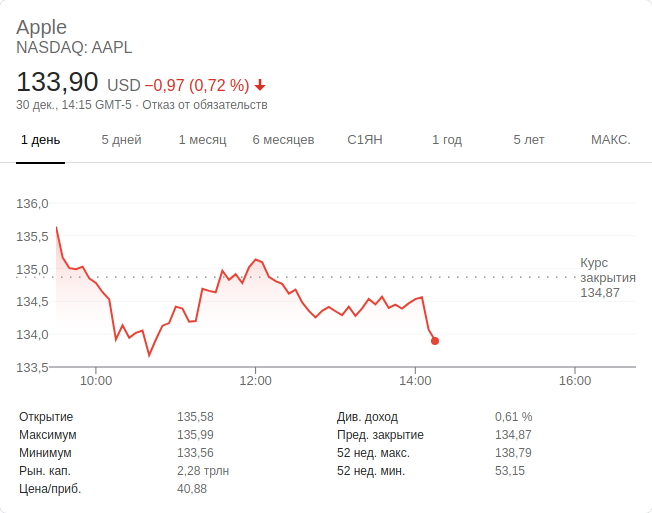 Apple
NASDAQ: AAPL
133,90 USD −0,97 (0,72 %)
30 дек., 14:15 GMT-5 · Отказ от обязательств
1 день 5 дней 1 месяц 6 месяцев С1ЯН 1 год 5 лет МАКС.
136,0
135,5
135,0
134,5
134,0
133,5
Курс
закрытия
134,87
10:00 12:00 14:00 16:00
Открытие 135,58
Максимум 135,99
Минимум 133,56
Рын. кап. 2,28 трлн
Цена/приб. 40,88
Див. доход 0,61 %
Пред. закрытие 134,87
52 нед. макс. 138,79
52 нед. мин. 53,15